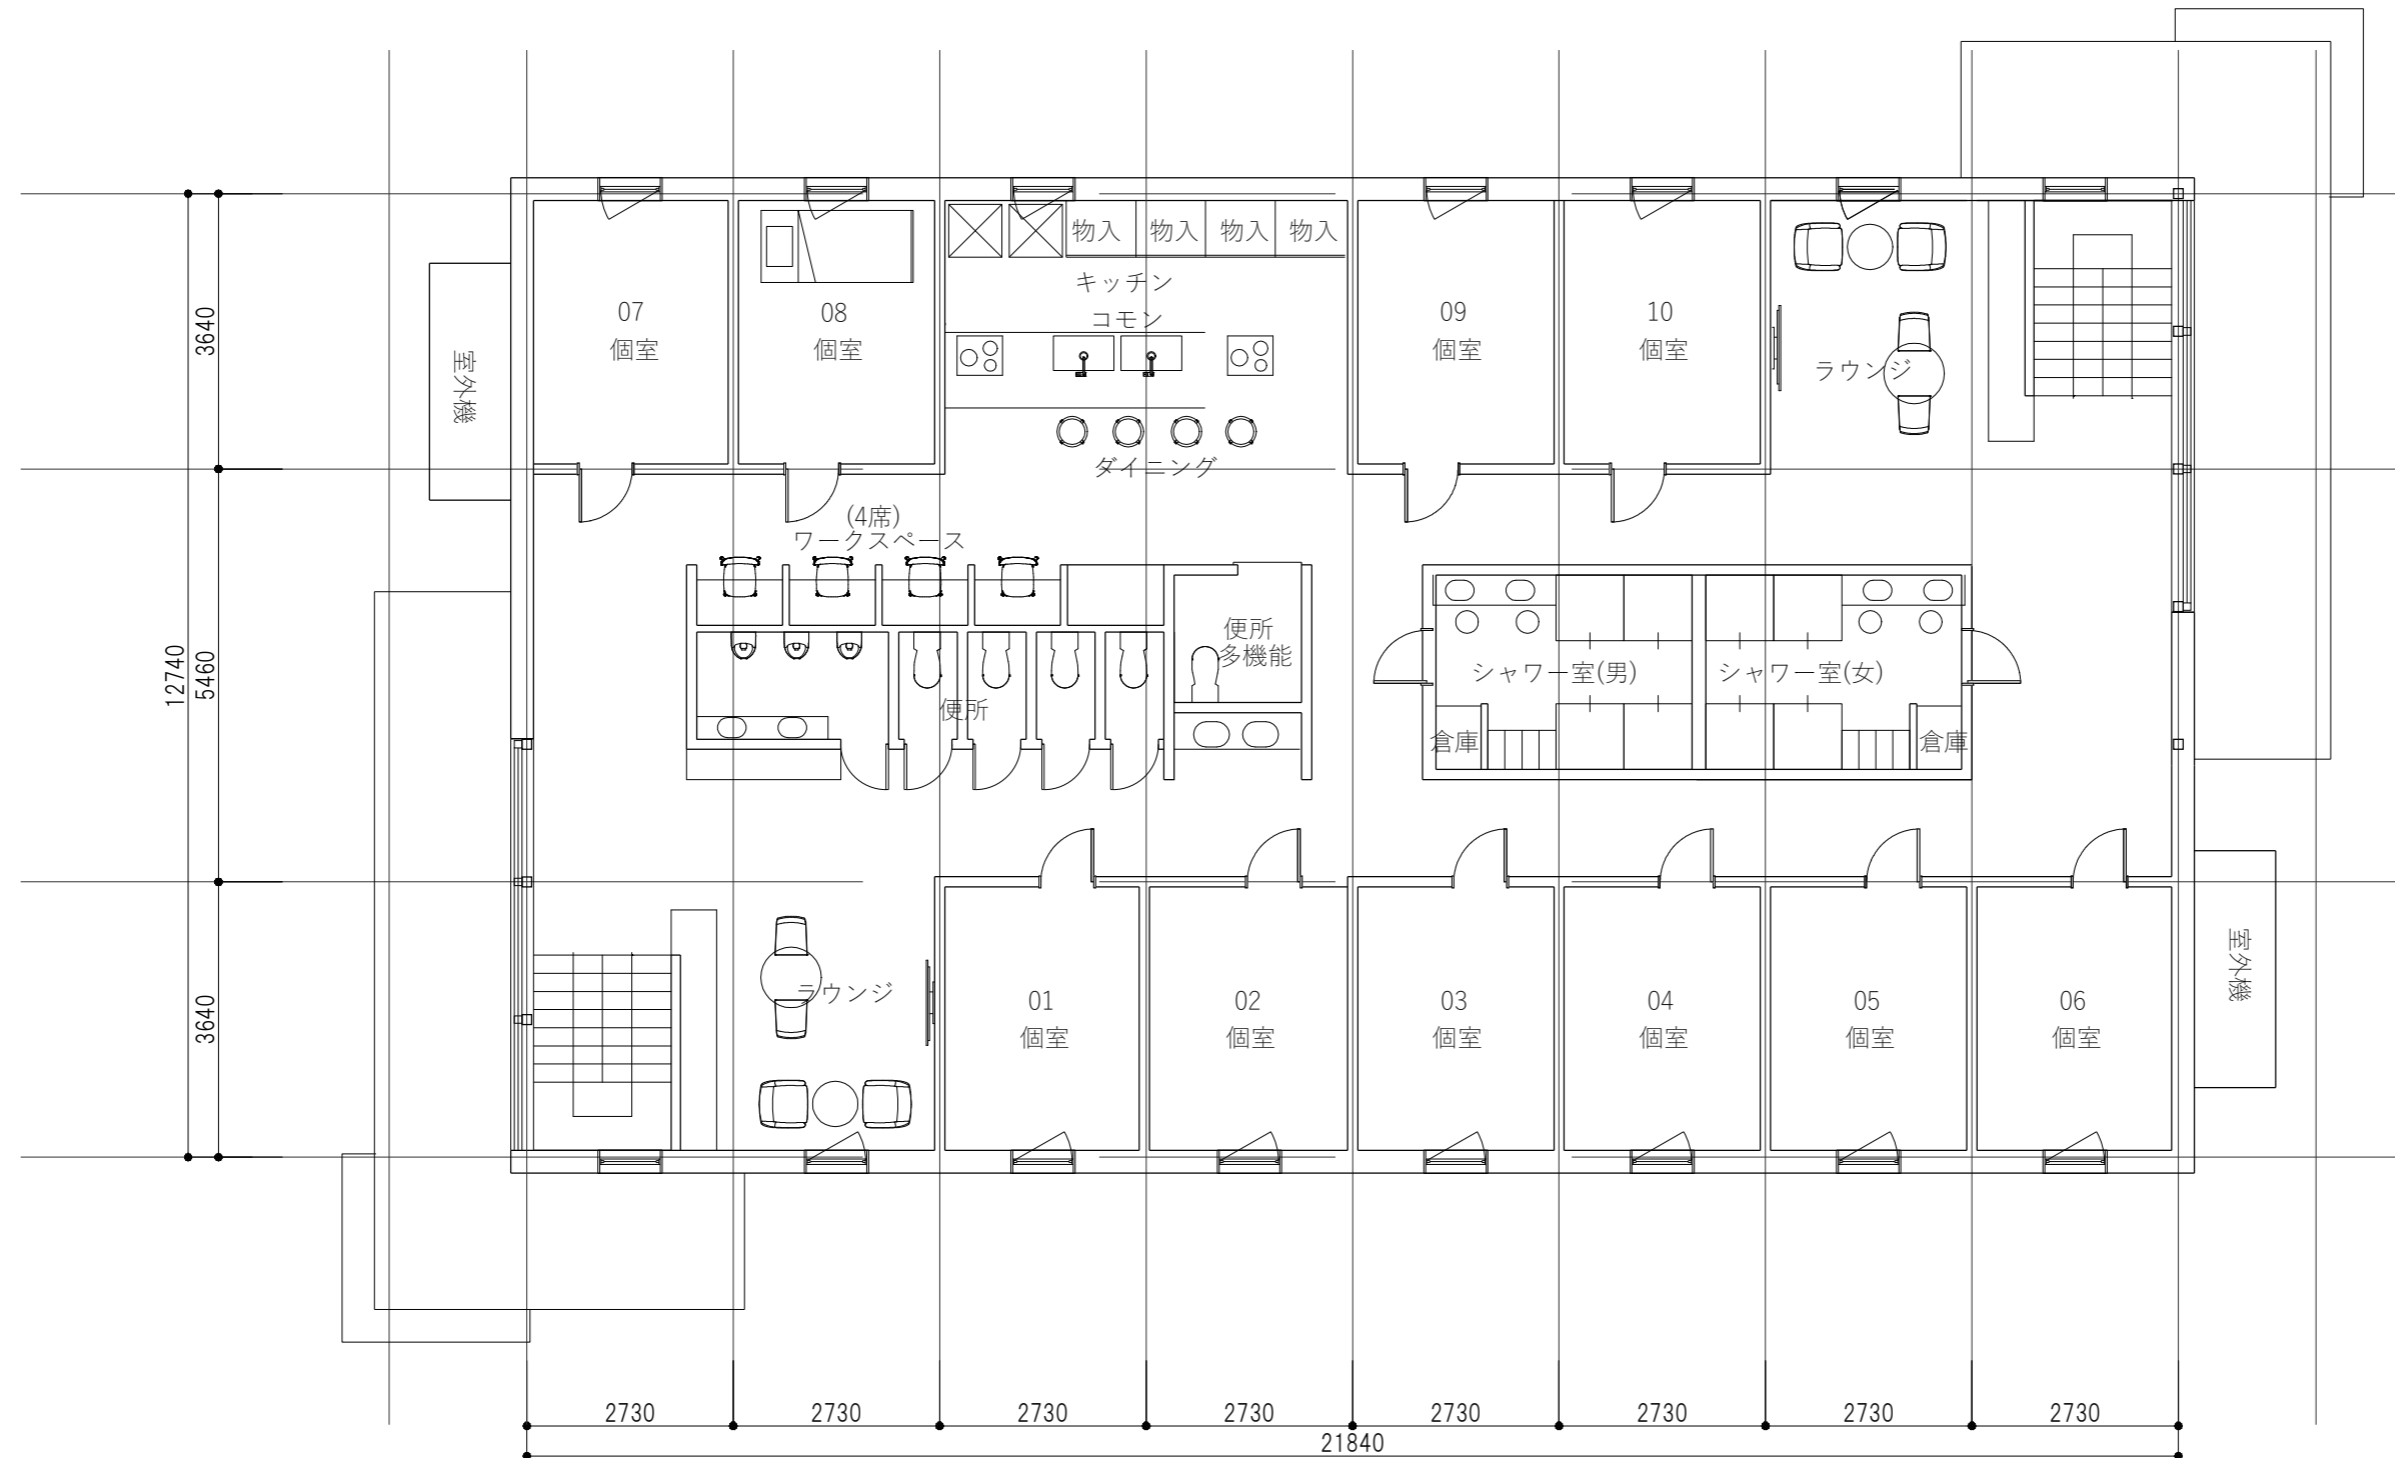 物入 物入 物入 物入
キッチン
コモン
ダイニング
07
個室
08
個室
09
個室
10
個室
ラウンジ
室外機
3640
12740
5460
3640
(4席)
ワークスペース
便所
多機能
便所
シャワー室(男)
シャワー室(女)
倉庫
倉庫
ラウンジ
01
個室
02
個室
03
個室
04
個室
05
個室
06
個室
室外機
2730 2730 2730 2730 2730 2730 2730 2730
21840